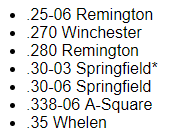 • .25-06 Remington
• .270 Winchester
• .280 Remington
• .30-03 Springfield*
• .30-06 Springfield
• .338-06 A-Square
• .35 Whelen